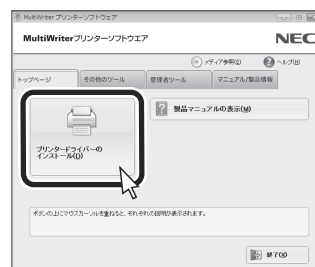 MultiWriter プリンターソフトウエア
MultiWriterプリンターソフトウエア
NEC
メディア参照(E) ヘルプ(H)
トップページ その他のツール 管理者ツール マニュアル/製品情報
製品マニュアルの表示(M)
プリンタードライバーの
インストール(D)
ボタンの上にマウスカーソルを重ねると、それぞれの説明が表示されます。
終了(X)